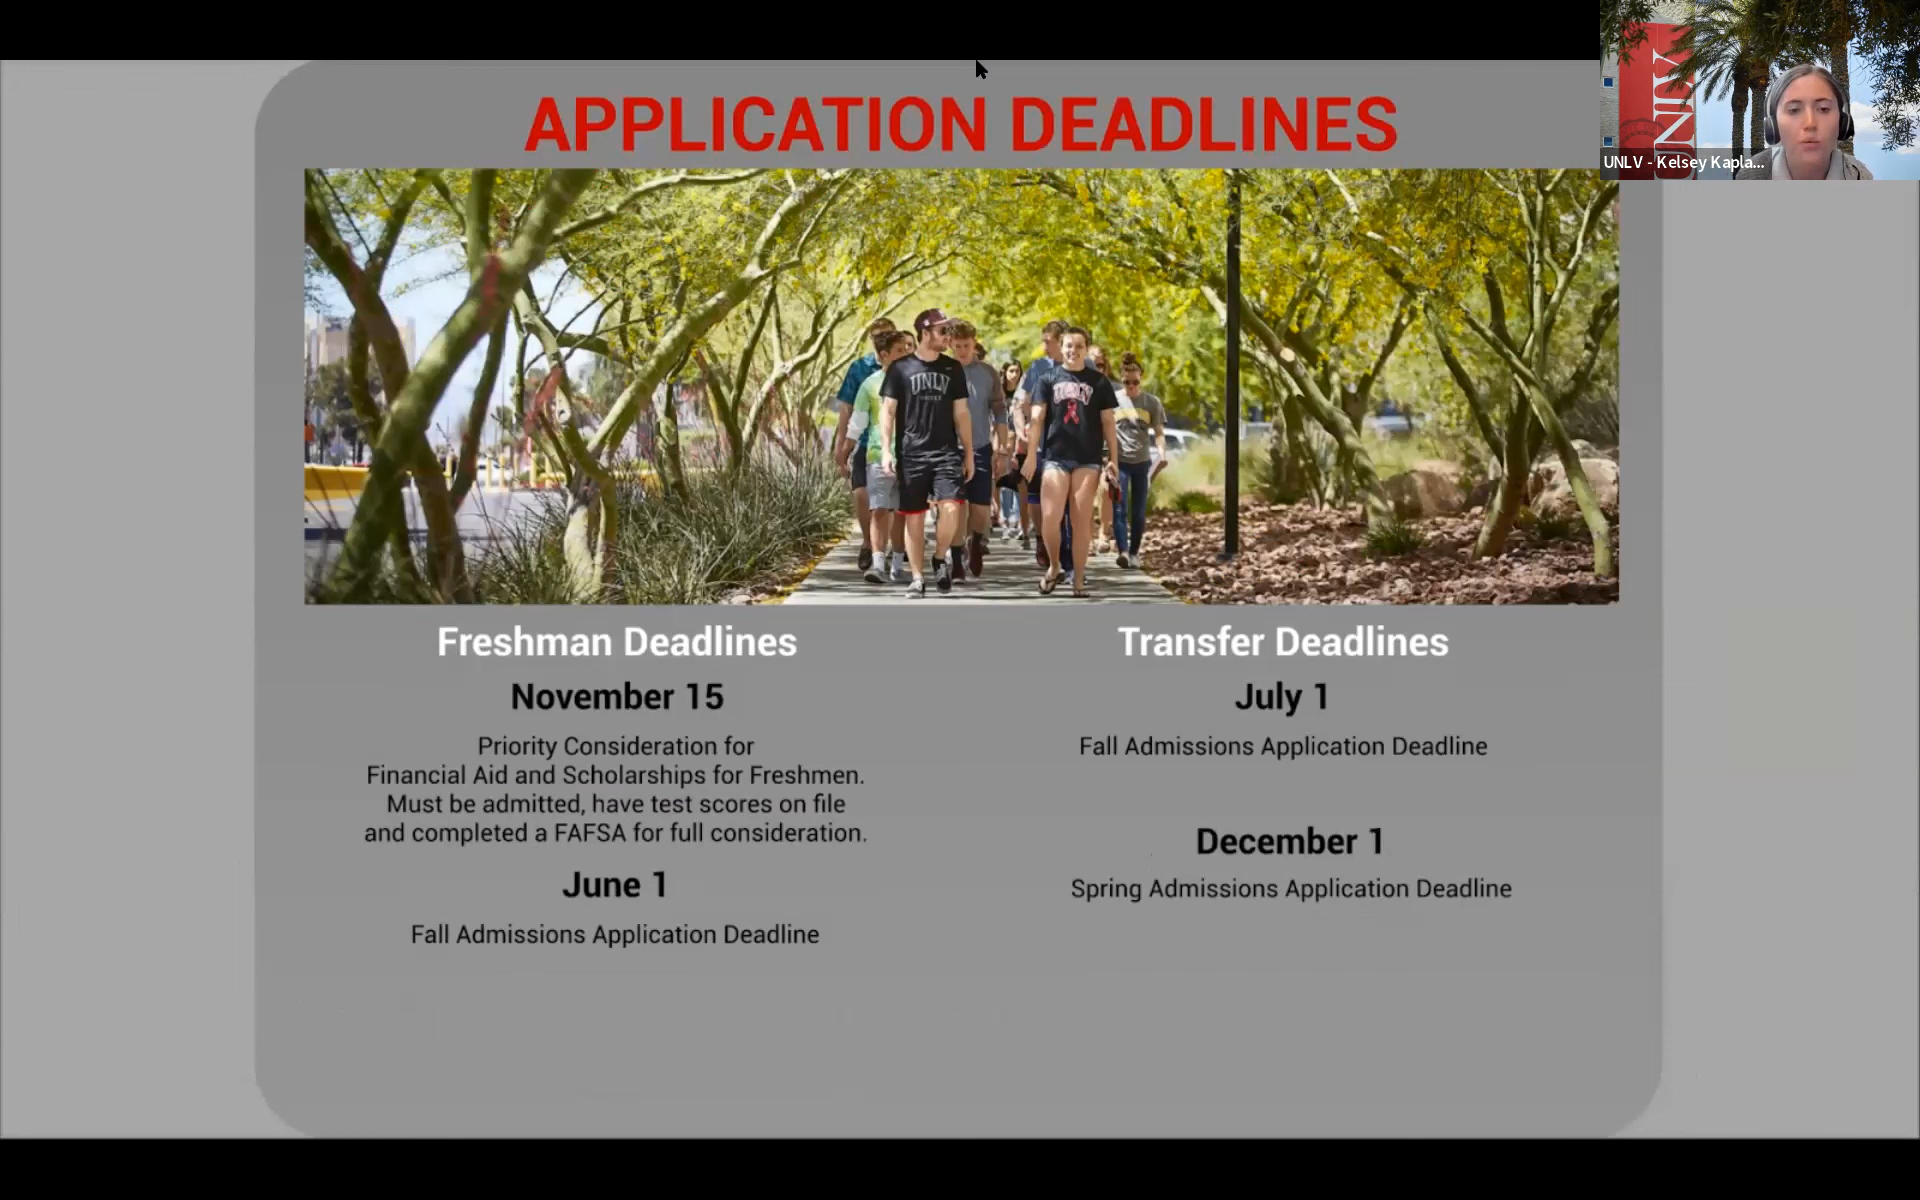 APPLICATION DEADLINES
UNLV
UNLV - Kelsey Kapla...
UNLV
Freshman Deadlines
November 15
Priority Consideration for
Financial Aid and Scholarships for Freshmen.
Must be admitted, have test scores on file
and completed a FAFSA for full consideration.
June 1
Fall Admissions Application Deadline
Transfer Deadlines
July 1
Fall Admissions Application Deadline
December 1
Spring Admissions Application Deadline